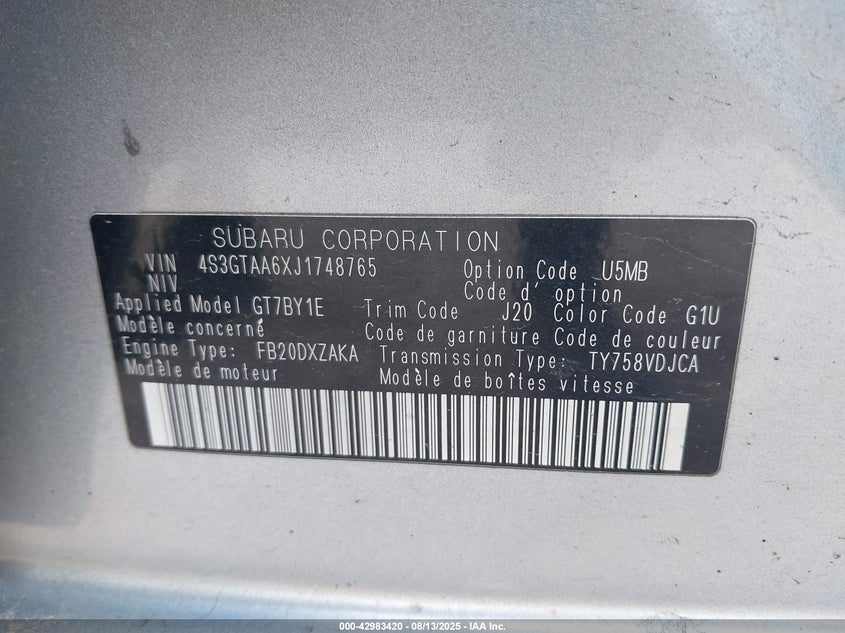 SUBARU CORPORATION
VIN 4S3GTAA6XJ1748765 Option Code U5MB
NIV Code d' option
Applied Model GT7BY1E Trim Code J20 Color Code G1U
Modèle concerné Code de garniture Code de couleur
Engine Type: FB20DXZAKA Transmission Type: TY758VDJCA
Modèle de moteur Modèle de boîtes vitesse
000-42983420 - 08/13/2025 - IAA Inc.